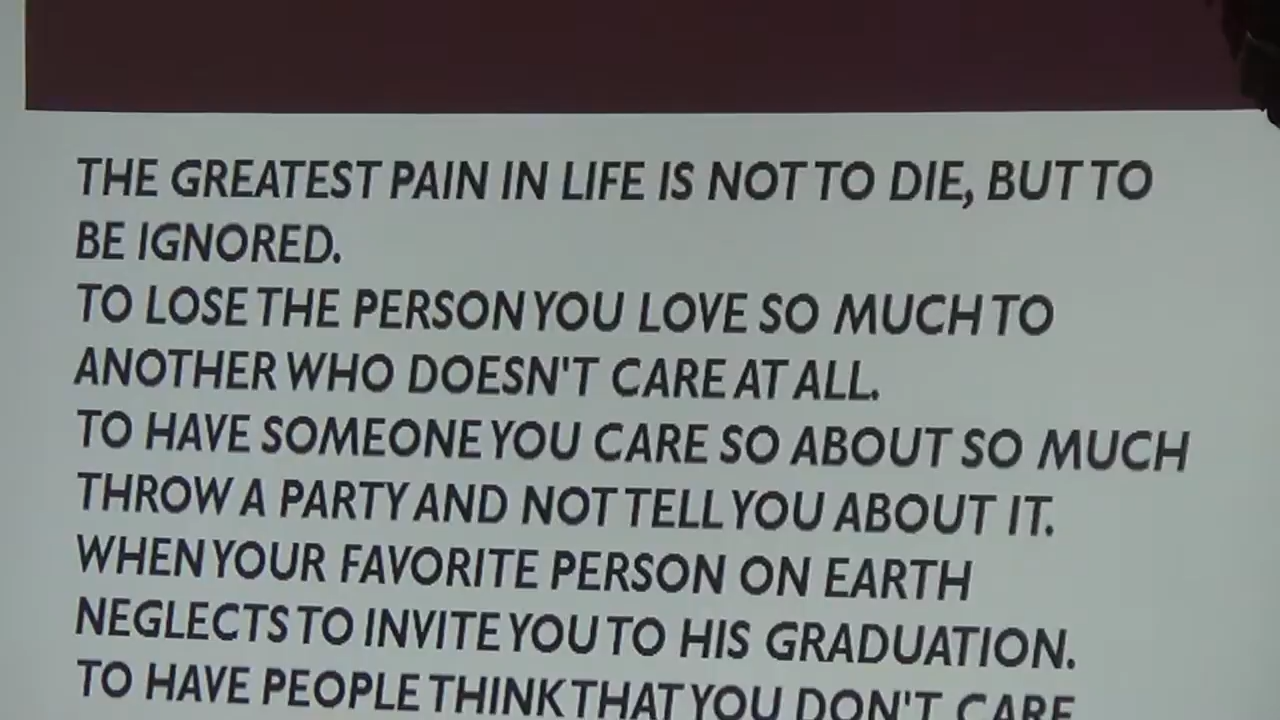 THE GREATEST PAIN IN LIFE IS NOT TO DIE, BUT TO
BE IGNORED.
TO LOSE THE PERSON YOU LOVE SO MUCH TO
ANOTHER WHO DOESN'T CARE AT ALL.
TO HAVE SOMEONE YOU CARE SO ABOUT SO MUCH
THROW A PARTY AND NOT TELL YOU ABOUT IT.
WHEN YOUR FAVORITE PERSON ON EARTH
NEGLECTS TO INVITE YOU TO HIS GRADUATION.
TO HAVE PEOPLE THINK THAT YOU DON'T CARE